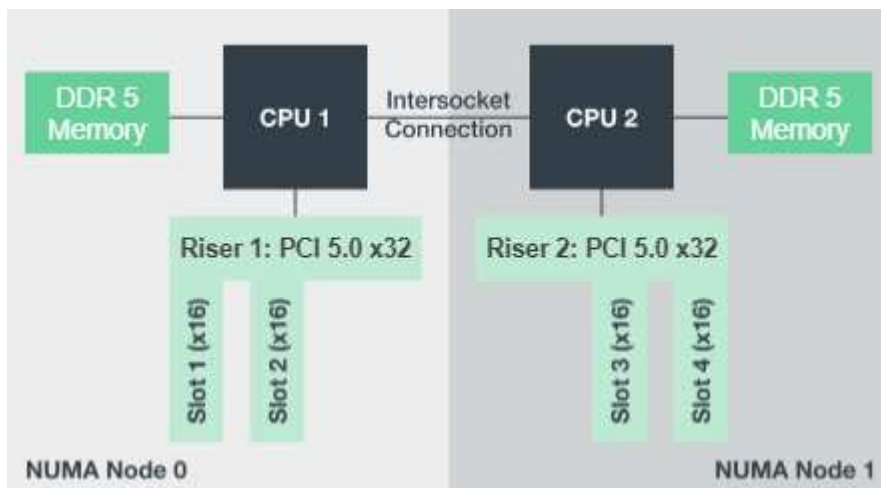 DDR 5
Memory
CPU 1
Intersocket
Connection
CPU 2
DDR 5
Memory
Riser 1: PCI 5.0 x32
Riser 2: PCI 5.0 x32
Slot 1 (x16)
Slot 2 (x16)
Slot 3 (x16)
Slot 4 (x16)
NUMA Node 0
NUMA Node 1